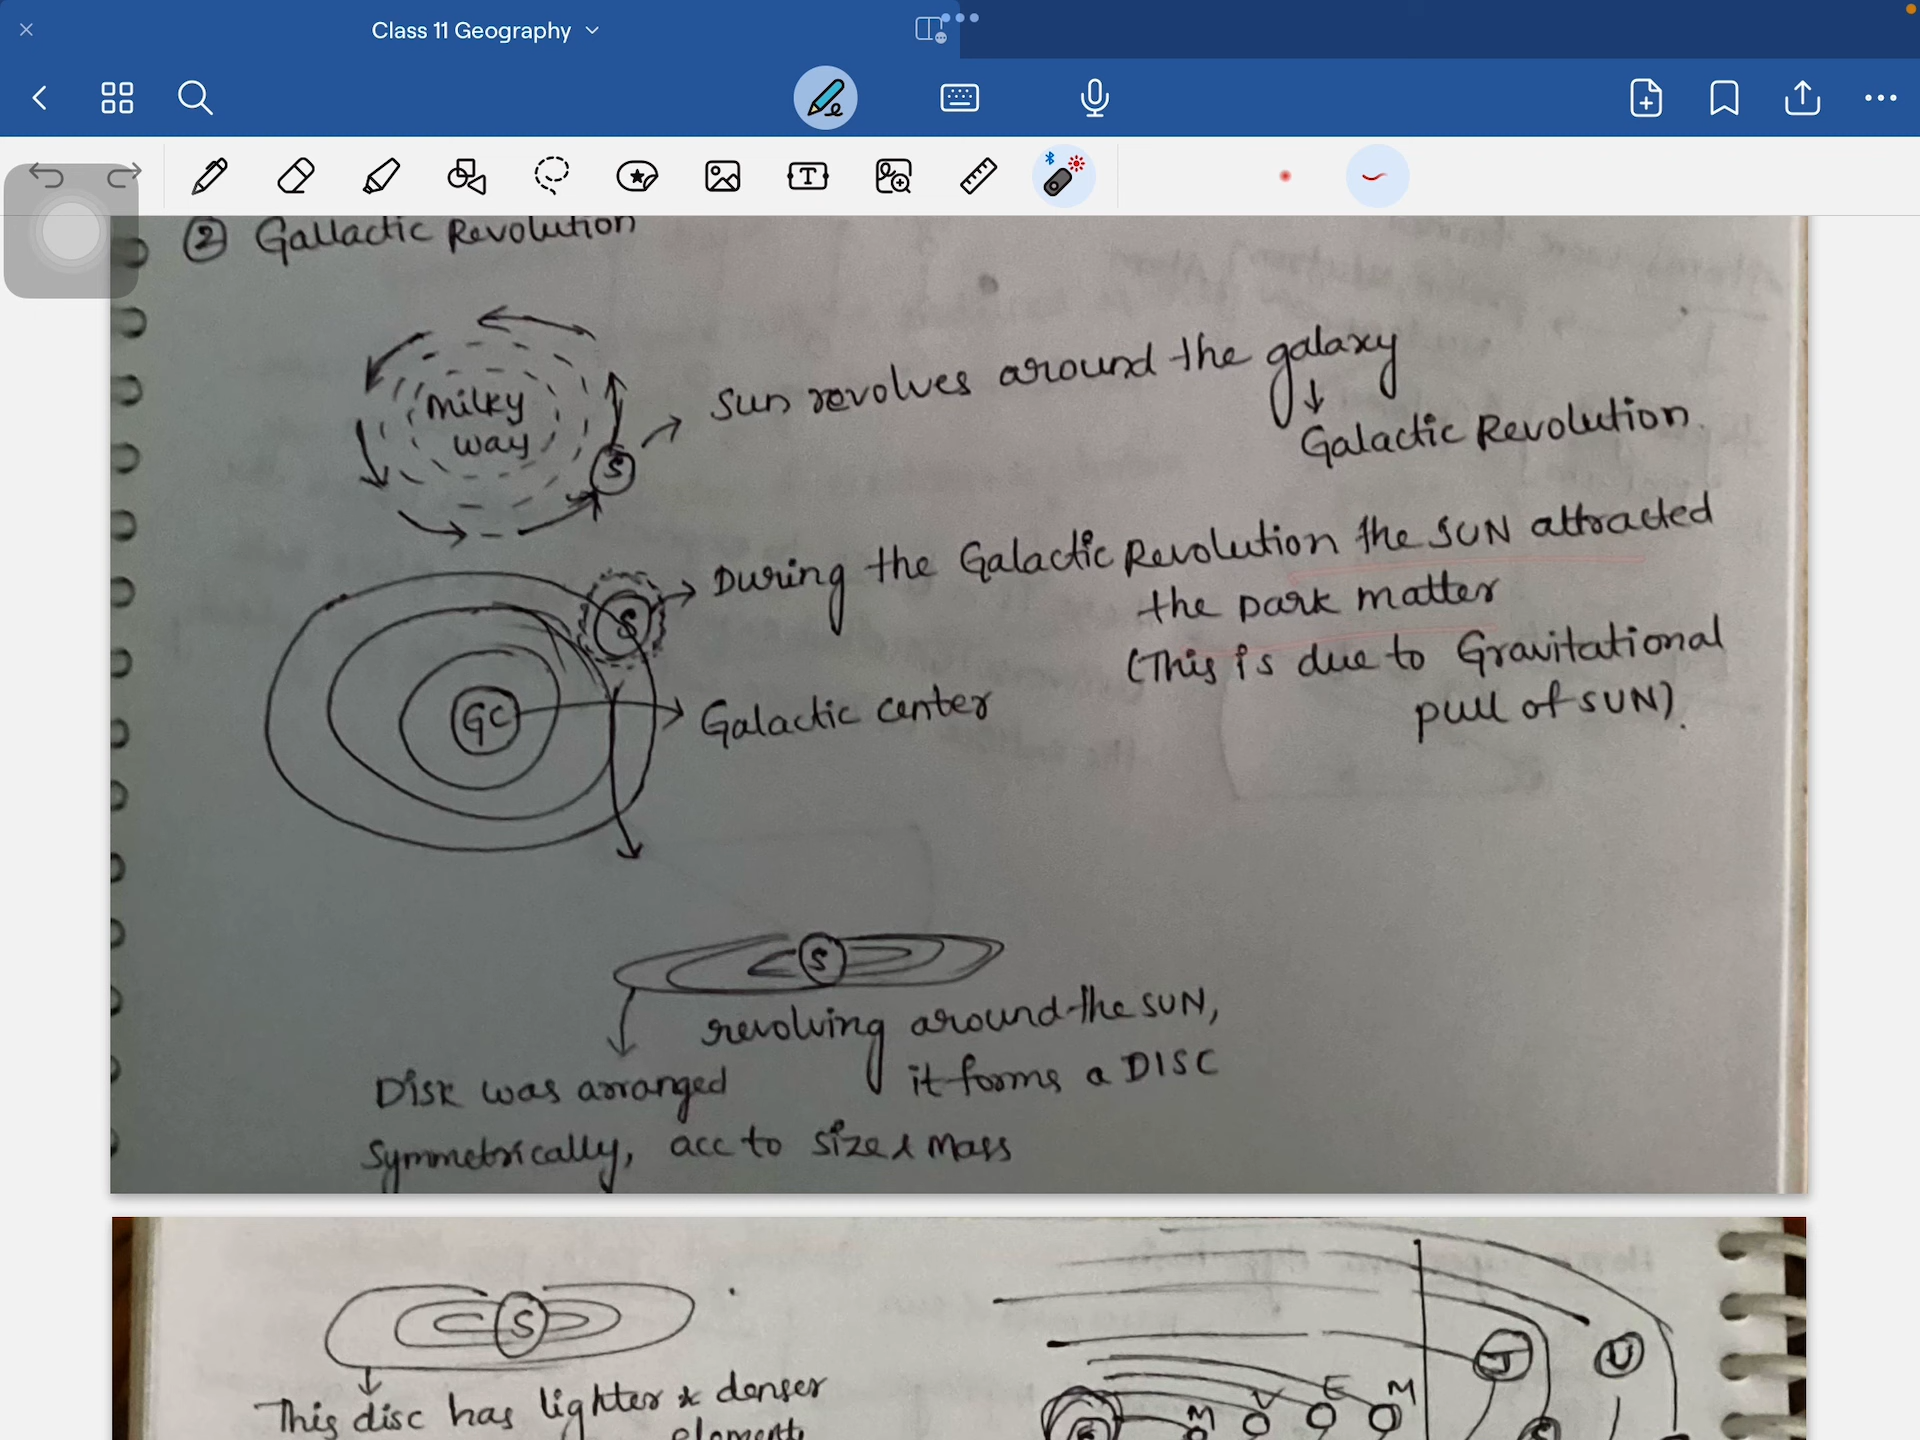 Class 11 Geography
② Gallactic Revolution
Milky
way
S
Sun revolves around the galaxy
Galactic Revolution.
During the Galactic Revolution the SUN attracted
the Dark matter
(This is due to Gravitational
pull of SUN).
S
GC
Galactic center
S
revolving around the SUN,
it forms a DISC
Disk was arranged
Symmetrically, acc to size & Mass
S
This disc has lighter & denser
elements
J
U
M
V
E
M